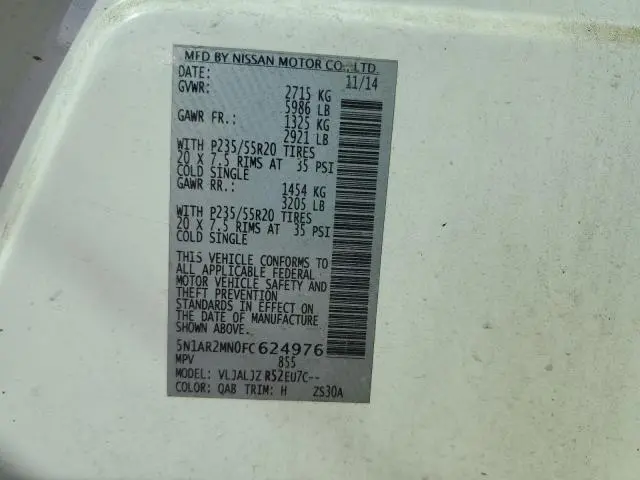 MFD BY NISSAN MOTOR CO., LTD.
DATE: 11/14
GVWR: 2715 KG
5986 LB
GAWR FR.: 1325 KG
2921 LB
WITH P235/55R20 TIRES
20 X 7.5 RIMS AT 35 PSI
COLD SINGLE
GAWR RR.: 1454 KG
3205 LB
WITH P235/55R20 TIRES
20 X 7.5 RIMS AT 35 PSI
COLD SINGLE
THIS VEHICLE CONFORMS TO
ALL APPLICABLE FEDERAL
MOTOR VEHICLE SAFETY AND
THEFT PREVENTION
STANDARDS IN EFFECT ON
THE DATE OF MANUFACTURE
SHOWN ABOVE.
5N1AR2MN0FC624976
MPV 855
MODEL: VLJALJZ R52EU7C--
COLOR: QAB TRIM: H ZS30A